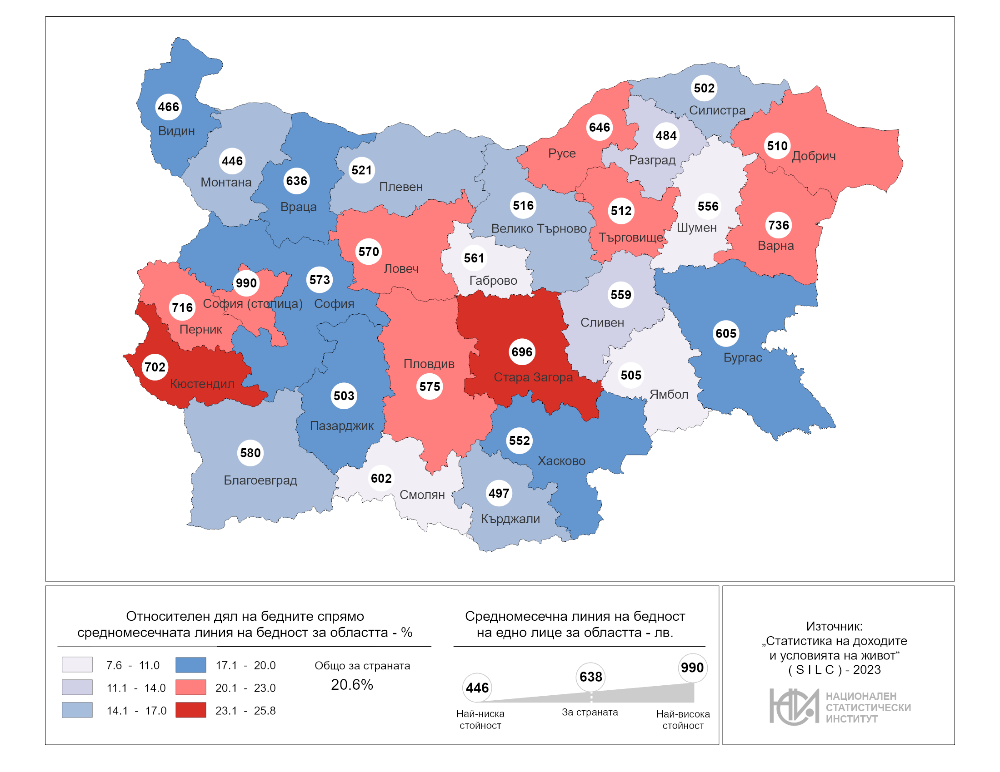 502
Силистра
466
Видин
646
Русе
484
Разград
510
Добрич
446
Монтана
636
Враца
521
Плевен
516
Велико Търново
512
Търговище
556
Шумен
736
Варна
570
Ловеч
561
Габрово
990
София (столица)
573
София
559
Сливен
716
Перник
605
Бургас
702
Кюстендил
696
Стара Загора
Пловдив
575
505
Ямбол
503
Пазарджик
552
Хасково
580
Благоевград
602
Смолян
497
Кърджали
Относителен дял на бедните спрямо
средномесечната линия на бедност за областта - %
7.6 - 11.0
11.1 - 14.0
14.1 - 17.0
17.1 - 20.0
20.1 - 23.0
23.1 - 25.8
Общо за страната
20.6%
Средномесечна линия на бедност
на едно лице за областта - лв.
446
638
990
Най-ниска
стойност
За страната
Най-висока
стойност
Източник:
„Статистика на доходите
и условията на живот“
( S I L C ) - 2023
НСИ
НАЦИОНАЛЕН
СТАТИСТИЧЕСКИ
ИНСТИТУТ